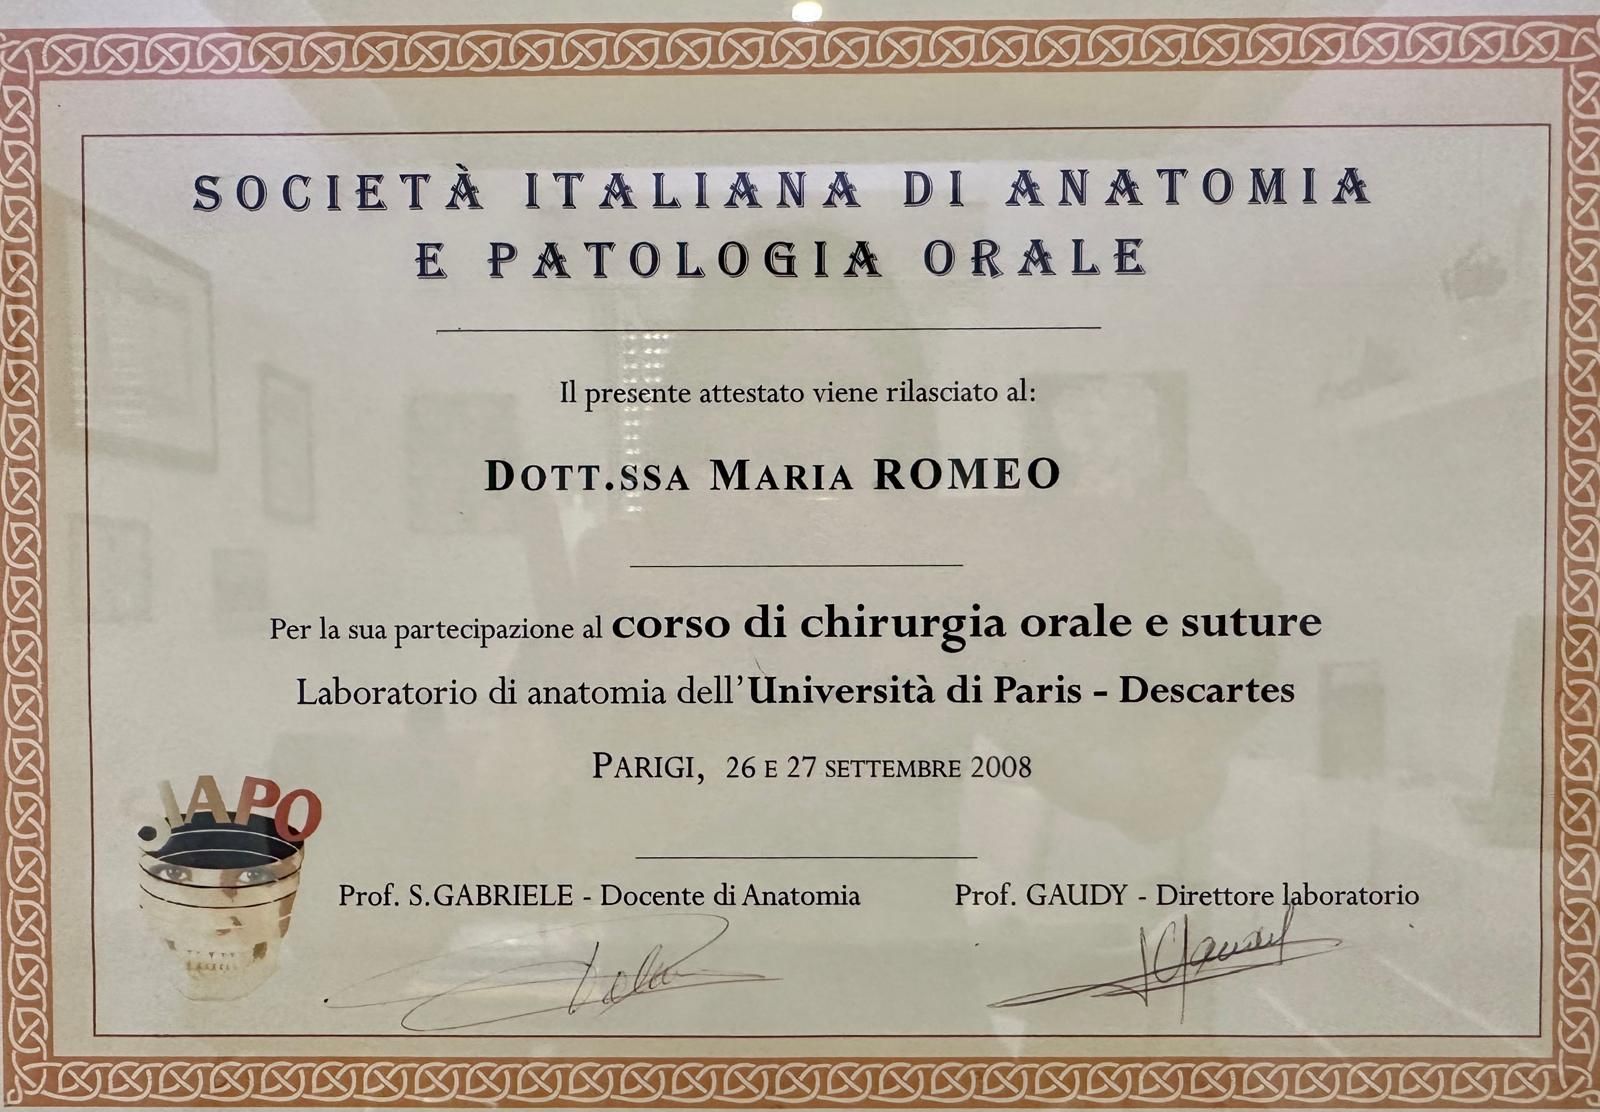 SOCIETÀ ITALIANA DI ANATOMIA
E PATOLOGIA ORALE
Il presente attestato viene rilasciato al:
DOTT.SSA MARIA ROMEO
Per la sua partecipazione al corso di chirurgia orale e suture
Laboratorio di anatomia dell'Università di Paris - Descartes
PARIGI, 26 E 27 SETTEMBRE 2008
SIAPO
Prof. S.GABRIELE - Docente di Anatomia
Prof. GAUDY - Direttore laboratorio